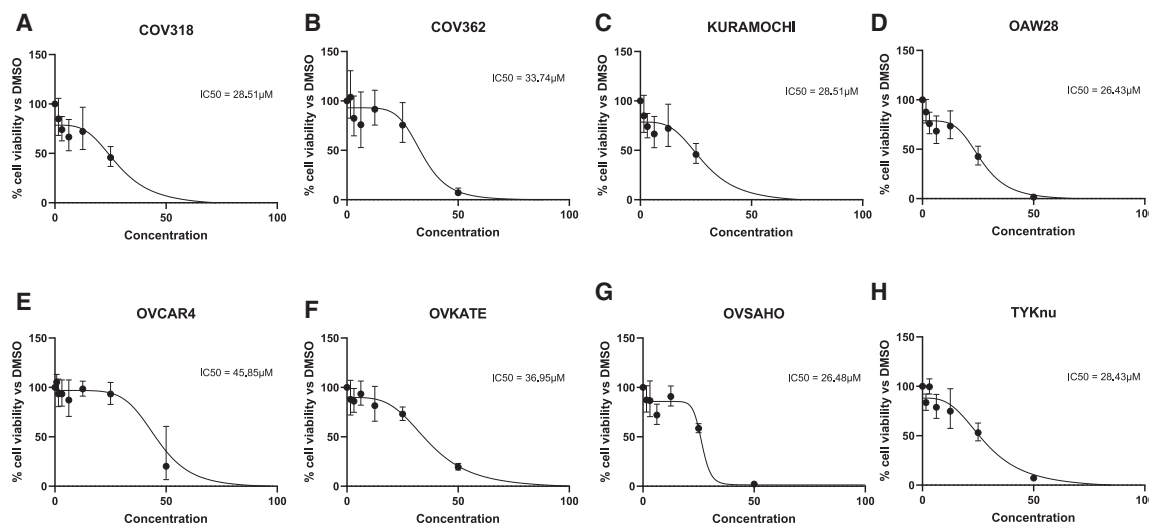 A
COV318
% cell viability vs DMSO
150
100
50
0
0
50
100
IC50 = 28.51µM
Concentration
B
COV362
% cell viability vs DMSO
150
100
50
0
0
50
100
IC50 = 33.74µM
Concentration
C
KURAMOCHI
% cell viability vs DMSO
150
100
50
0
0
50
100
IC50 = 28.51µM
Concentration
D
OAW28
% cell viability vs DMSO
150
100
50
0
0
50
100
IC50 = 26.43µM
Concentration
E
OVCAR4
% cell viability vs DMSO
150
100
50
0
0
50
100
IC50 = 45.85µM
Concentration
F
OVKATE
% cell viability vs DMSO
150
100
50
0
0
50
100
IC50 = 36.95µM
Concentration
G
OVSAHO
% cell viability vs DMSO
150
100
50
0
0
50
100
IC50 = 26.48µM
Concentration
H
TYKnu
% cell viability vs DMSO
150
100
50
0
0
50
100
IC50 = 28.43µM
Concentration